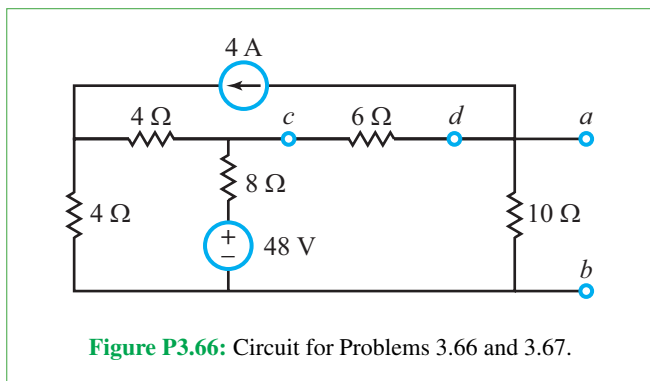 4 A
4 Ω c 6 Ω d a
8 Ω
4 Ω 10 Ω
+
− 48 V
b
Figure P3.66: Circuit for Problems 3.66 and 3.67.